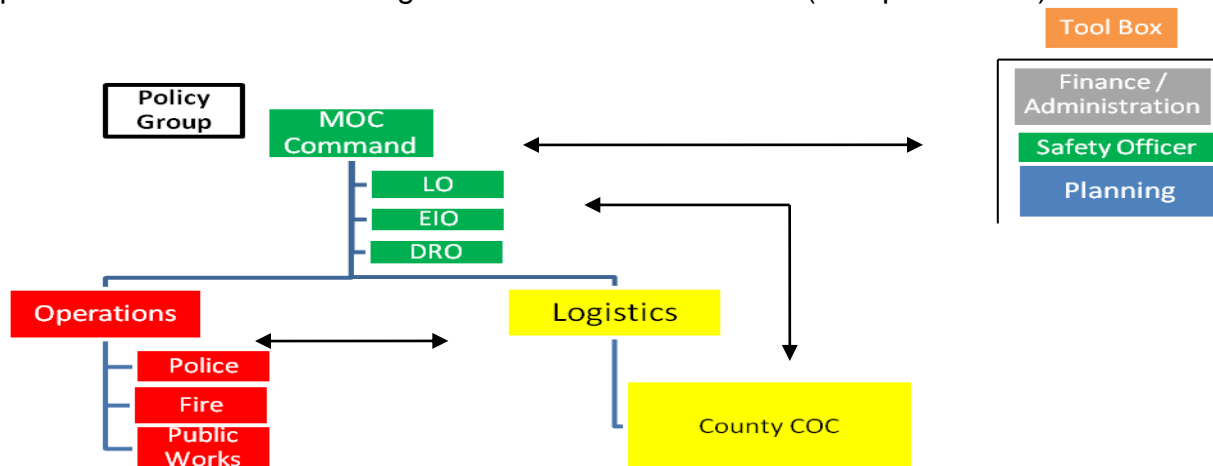 Tool Box
Policy
Group
MOC
Command
Finance /
Administration
Safety Officer
Planning
LO
EIO
DRO
Operations
Logistics
Police
Fire
Public
Works
County COC